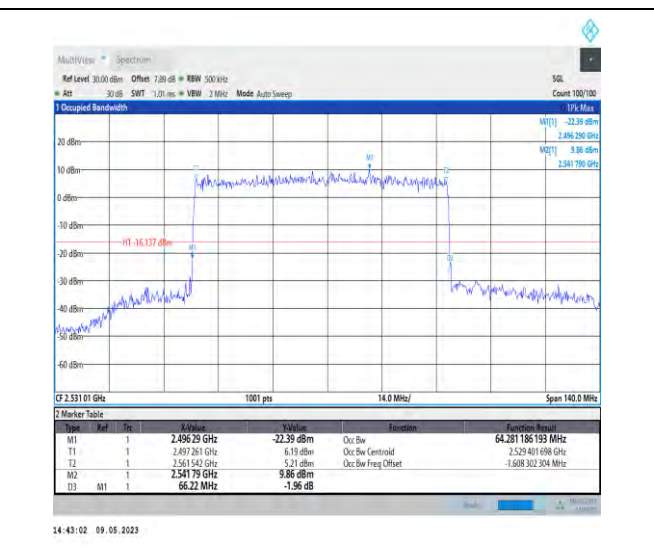 MultiView Spectrum
Ref Level 30.00 dBm Offset 7.89 dB RBW 500 kHz SGL
Att 30 dB SWT 1.01 ms VBW 2 MHz Mode Auto Sweep Count 100/100
1 Occupied Bandwidth 1Pk Max
M1[1] -22.39 dBm
2.496 290 GHz
20 dBm
M2[1] 9.86 dBm
2.541 790 GHz
M2
T1
T2
10 dBm
0 dBm
-10 dBm
H1 -16.137 dBm
M1
-20 dBm
D3
-30 dBm
-40 dBm
-50 dBm
-60 dBm
CF 2.531 01 GHz 1001 pts 14.0 MHz/ Span 140.0 MHz
2 Marker Table
Type Ref Trc X-Value Y-Value Function Function Result
M1 1 2.496 29 GHz -22.39 dBm Occ Bw 64.281 186 193 MHz
T1 1 2.497 261 GHz 6.19 dBm Occ Bw Centroid 2.529 401 698 GHz
T2 1 2.561 542 GHz 5.21 dBm Occ Bw Freq Offset -1.608 302 304 MHz
M2 1 2.541 79 GHz 9.86 dBm
D3 M1 1 66.22 MHz -1.96 dB
14:43:02 09.05.2023